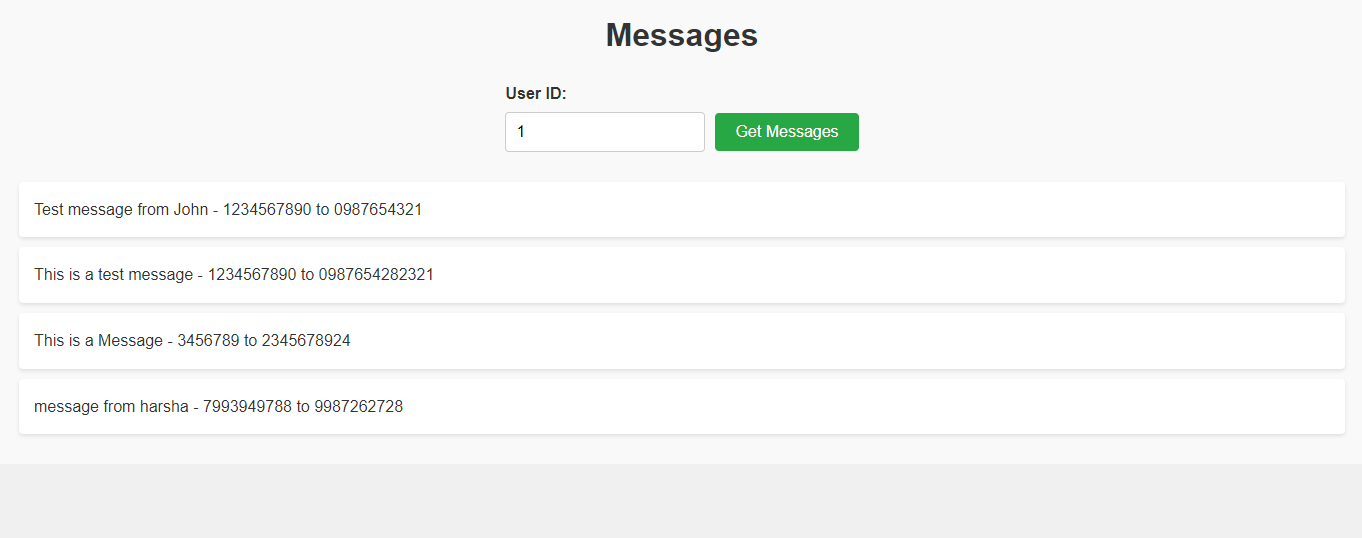 Messages
User ID:
1
Get Messages
Test message from John - 1234567890 to 0987654321
This is a test message - 1234567890 to 0987654282321
This is a Message - 3456789 to 2345678924
message from harsha - 7993949788 to 9987262728